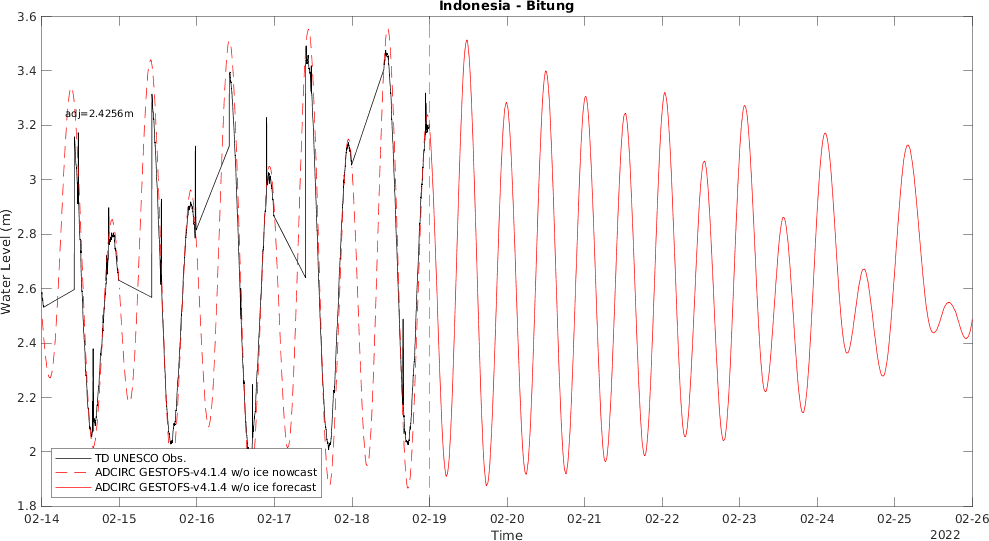 Indonesia - Bitung
3.6
3.4
3.2
3
2.8
2.6
2.4
2.2
2
1.8
Water Level (m)
adj=2.4256m
TD UNESCO Obs.
ADCIRC GESTOFS-v4.1.4 w/o ice nowcast
ADCIRC GESTOFS-v4.1.4 w/o ice forecast
02-14 02-15 02-16 02-17 02-18 02-19 02-20 02-21 02-22 02-23 02-24 02-25 02-26
Time
2022